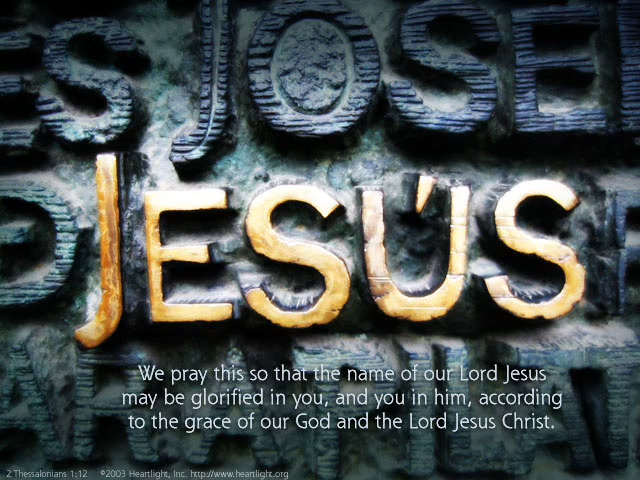 ES JOSE
JESÚS
We pray this so that the name of our Lord Jesus
may be glorified in you, and you in him, according
to the grace of our God and the Lord Jesus Christ.
2 Thessalonians 1:12 ©2003 Heartlight, Inc. http://www.heartlight.org